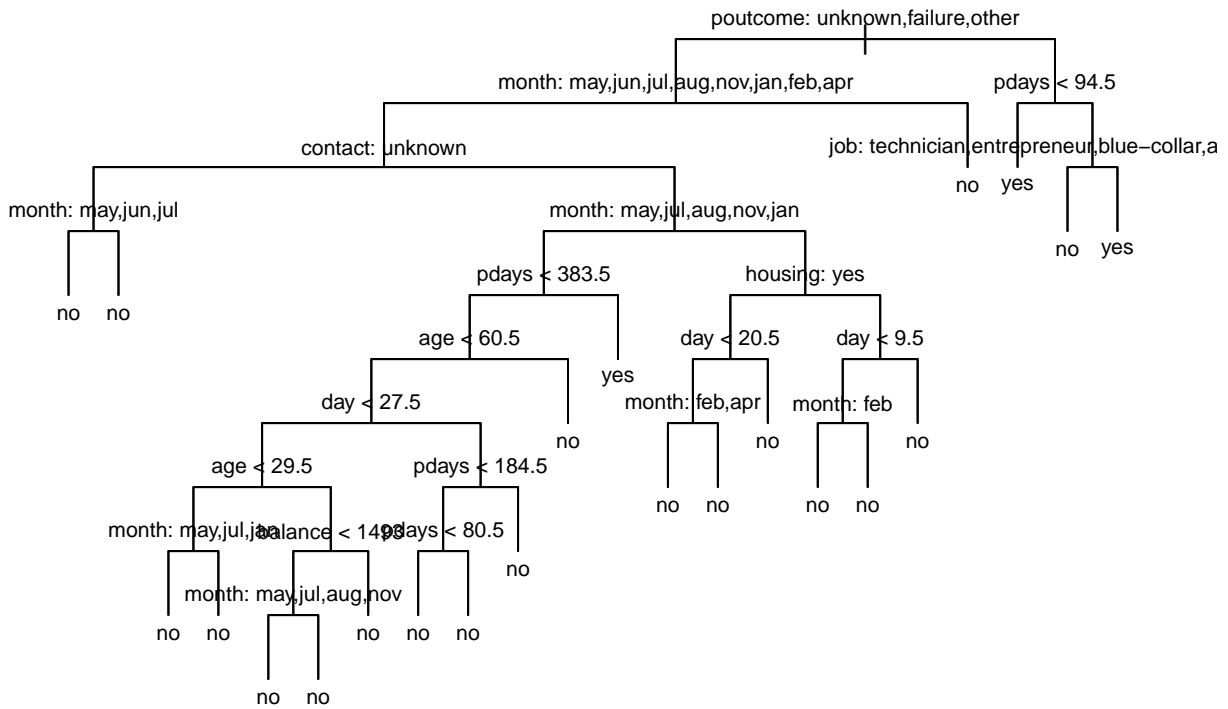 poutcome: unknown,failure,other
month: may,jun,jul,aug,nov,jan,feb,apr
pdays < 94.5
contact: unknown
job: technician,entrepreneur,blue−collar,a
no
yes
month: may,jun,jul
month: may,jul,aug,nov,jan
no
yes
pdays < 383.5
housing: yes
no
no
age < 60.5
day < 20.5
day < 9.5
yes
day < 27.5
month: feb,apr
month: feb
no
no
no
age < 29.5
pdays < 184.5
no
no
no
no
month: may,jul,jan
balance < 1493
pdays < 80.5
no
month: may,jul,aug,nov
no
no
no
no
no
no
no